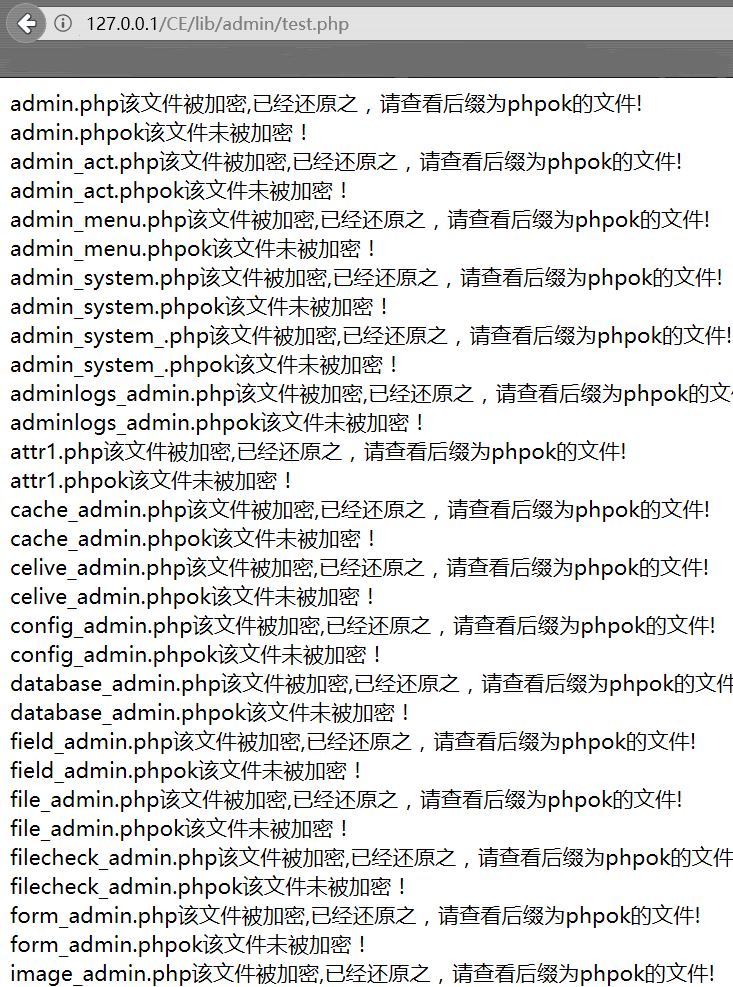 127.0.0.1/CE/lib/admin/test.php
admin.php该文件被加密,已经还原之，请查看后缀为phpok的文件!
admin.phpok该文件未被加密！
admin_act.php该文件被加密,已经还原之，请查看后缀为phpok的文件!
admin_act.phpok该文件未被加密！
admin_menu.php该文件被加密,已经还原之，请查看后缀为phpok的文件!
admin_menu.phpok该文件未被加密！
admin_system.php该文件被加密,已经还原之，请查看后缀为phpok的文件!
admin_system.phpok该文件未被加密！
admin_system_.php该文件被加密,已经还原之，请查看后缀为phpok的文件!
admin_system_.phpok该文件未被加密！
adminlogs_admin.php该文件被加密,已经还原之，请查看后缀为phpok的文
adminlogs_admin.phpok该文件未被加密！
attr1.php该文件被加密,已经还原之，请查看后缀为phpok的文件!
attr1.phpok该文件未被加密！
cache_admin.php该文件被加密,已经还原之，请查看后缀为phpok的文件!
cache_admin.phpok该文件未被加密！
celive_admin.php该文件被加密,已经还原之，请查看后缀为phpok的文件!
celive_admin.phpok该文件未被加密！
config_admin.php该文件被加密,已经还原之，请查看后缀为phpok的文件!
config_admin.phpok该文件未被加密！
database_admin.php该文件被加密,已经还原之，请查看后缀为phpok的文件
database_admin.phpok该文件未被加密！
field_admin.php该文件被加密,已经还原之，请查看后缀为phpok的文件!
field_admin.phpok该文件未被加密！
file_admin.php该文件被加密,已经还原之，请查看后缀为phpok的文件!
file_admin.phpok该文件未被加密！
filecheck_admin.php该文件被加密,已经还原之，请查看后缀为phpok的文件
filecheck_admin.phpok该文件未被加密！
form_admin.php该文件被加密,已经还原之，请查看后缀为phpok的文件!
form_admin.phpok该文件未被加密！
image_admin.php该文件被加密,已经还原之，请查看后缀为phpok的文件!